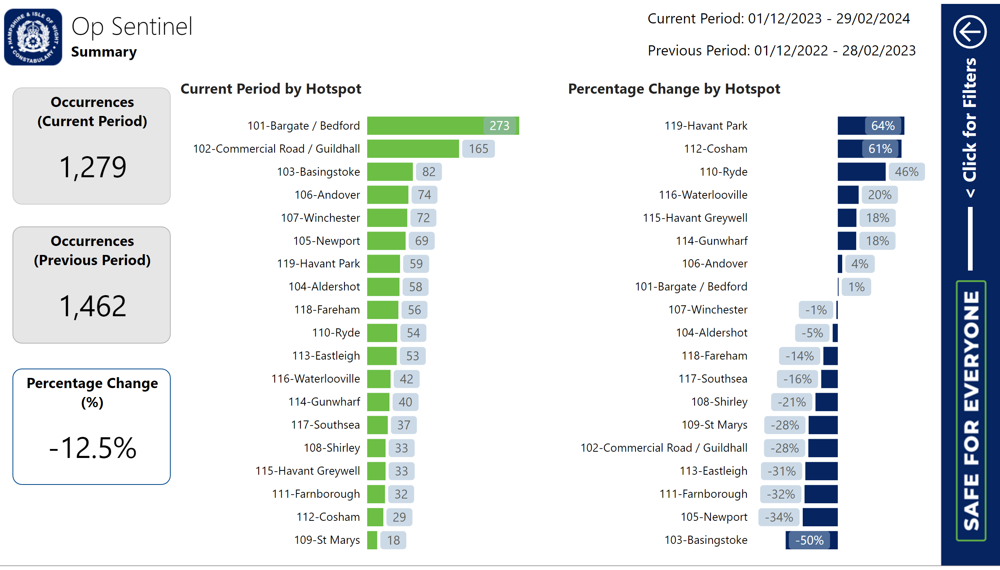 HAMPSHIRE & ISLE OF WIGHT
• CONSTABULARY •
Op Sentinel
Summary
Current Period: 01/12/2023 - 29/02/2024
Previous Period: 01/12/2022 - 28/02/2023
Occurrences
(Current Period)
1,279
Occurrences
(Previous Period)
1,462
Percentage Change
(%)
-12.5%
Current Period by Hotspot
101-Bargate / Bedford 273
102-Commercial Road / Guildhall 165
103-Basingstoke 82
106-Andover 74
107-Winchester 72
105-Newport 69
119-Havant Park 59
104-Aldershot 58
118-Fareham 56
110-Ryde 54
113-Eastleigh 53
116-Waterlooville 42
114-Gunwharf 40
117-Southsea 37
108-Shirley 33
115-Havant Greywell 33
111-Farnborough 32
112-Cosham 29
109-St Marys 18
Percentage Change by Hotspot
119-Havant Park 64%
112-Cosham 61%
110-Ryde 46%
116-Waterlooville 20%
115-Havant Greywell 18%
114-Gunwharf 18%
106-Andover 4%
101-Bargate / Bedford 1%
107-Winchester -1%
104-Aldershot -5%
118-Fareham -14%
117-Southsea -16%
108-Shirley -21%
109-St Marys -28%
102-Commercial Road / Guildhall -28%
113-Eastleigh -31%
111-Farnborough -32%
105-Newport -34%
103-Basingstoke -50%
< Click for Filters
SAFE FOR EVERYONE